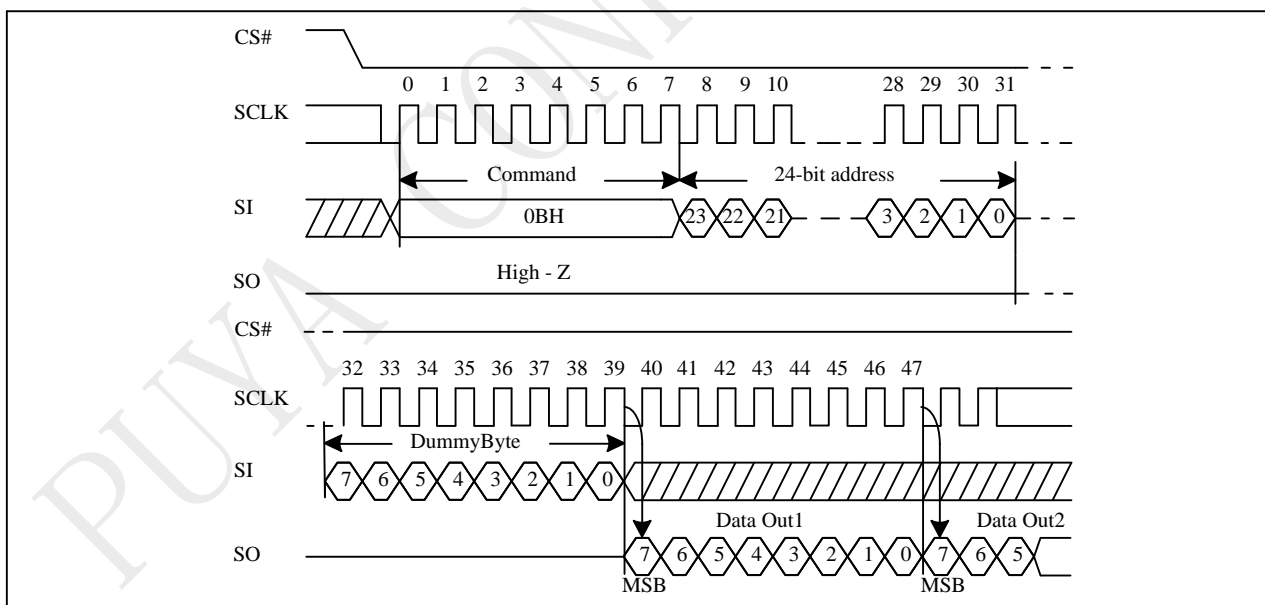 CS#
0 1 2 3 4 5 6 7 8 9 10 28 29 30 31
SCLK
Command 24-bit address
SI 0BH 23 22 21 3 2 1 0
SO High - Z
CS#
32 33 34 35 36 37 38 39 40 41 42 43 44 45 46 47
SCLK
DummyByte
SI 7 6 5 4 3 2 1 0
Data Out1 Data Out2
SO 7 6 5 4 3 2 1 0 7 6 5
MSB MSB
PUYA CONF